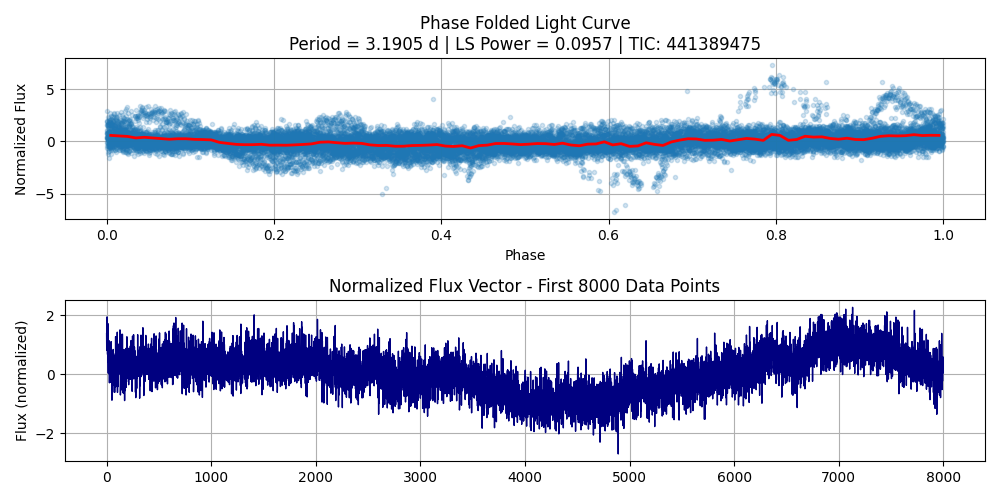 Phase Folded Light Curve
Period = 3.1905 d | LS Power = 0.0957 | TIC: 441389475
Normalized Flux
5
0
−5
0.0 0.2 0.4 0.6 0.8 1.0
Phase
Normalized Flux Vector - First 8000 Data Points
Flux (normalized)
2
0
−2
0 1000 2000 3000 4000 5000 6000 7000 8000